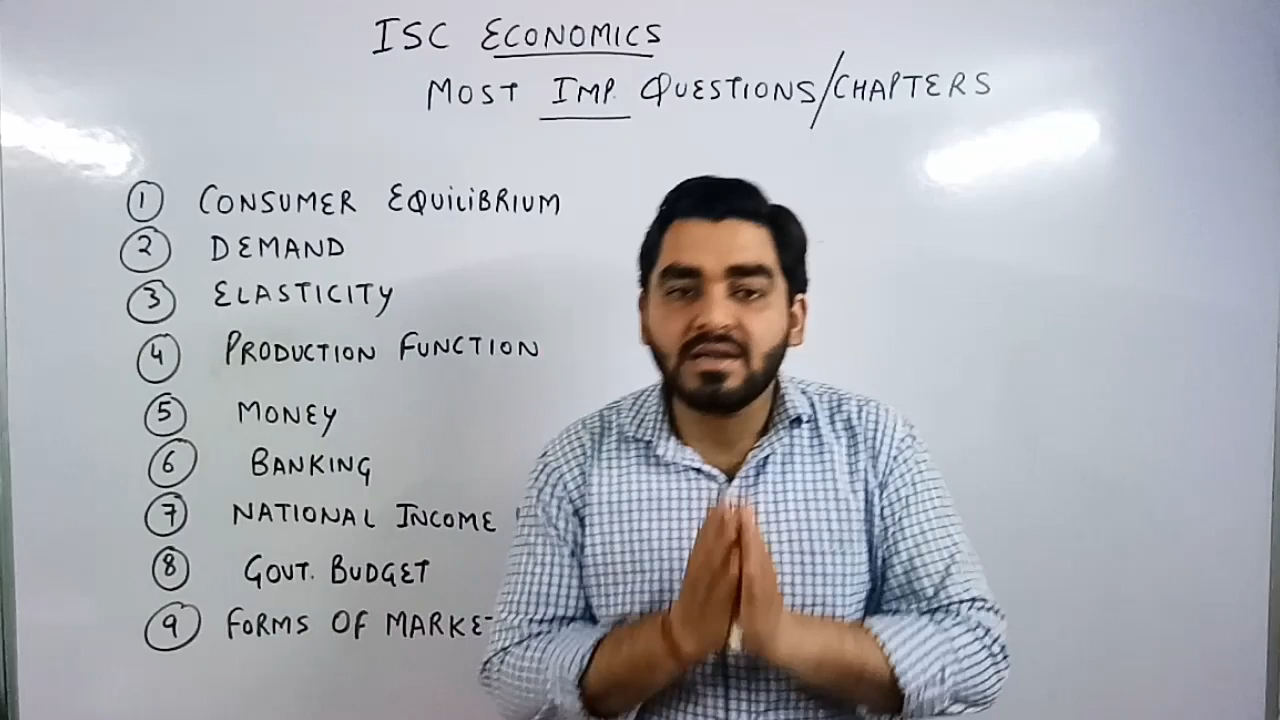 ISC ECONOMICS
MOST IMP. QUESTIONS/CHAPTERS
1 CONSUMER EQUILIBRIUM
2 DEMAND
3 ELASTICITY
4 PRODUCTION FUNCTION
5 MONEY
6 BANKING
7 NATIONAL INCOME
8 GOVT. BUDGET
9 FORMS OF